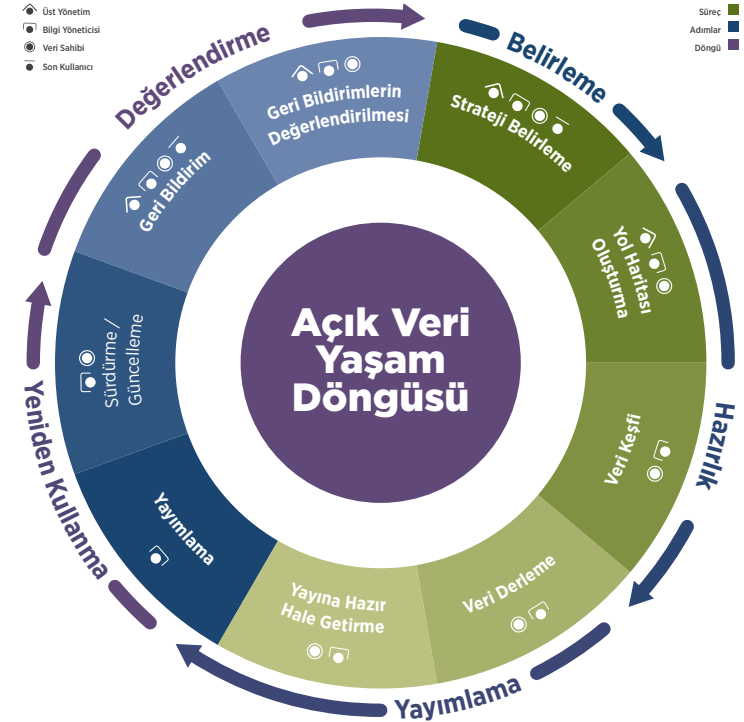 Üst Yönetim
Bilgi Yöneticisi
Veri Sahibi
Son Kullanıcı
Süreç
Adımlar
Döngü
Belirleme
Strateji Belirleme
Yol Haritası
Oluşturma
Hazırlık
Veri Keşfi
Veri Derleme
Yayımlama
Yayına Hazır
Hale Getirme
Yayımlama
Yeniden Kullanma
Sürdürme /
Güncelleme
Geri Bildirim
Değerlendirme
Geri Bildirimlerin
Değerlendirilmesi
Açık Veri
Yaşam
Döngüsü